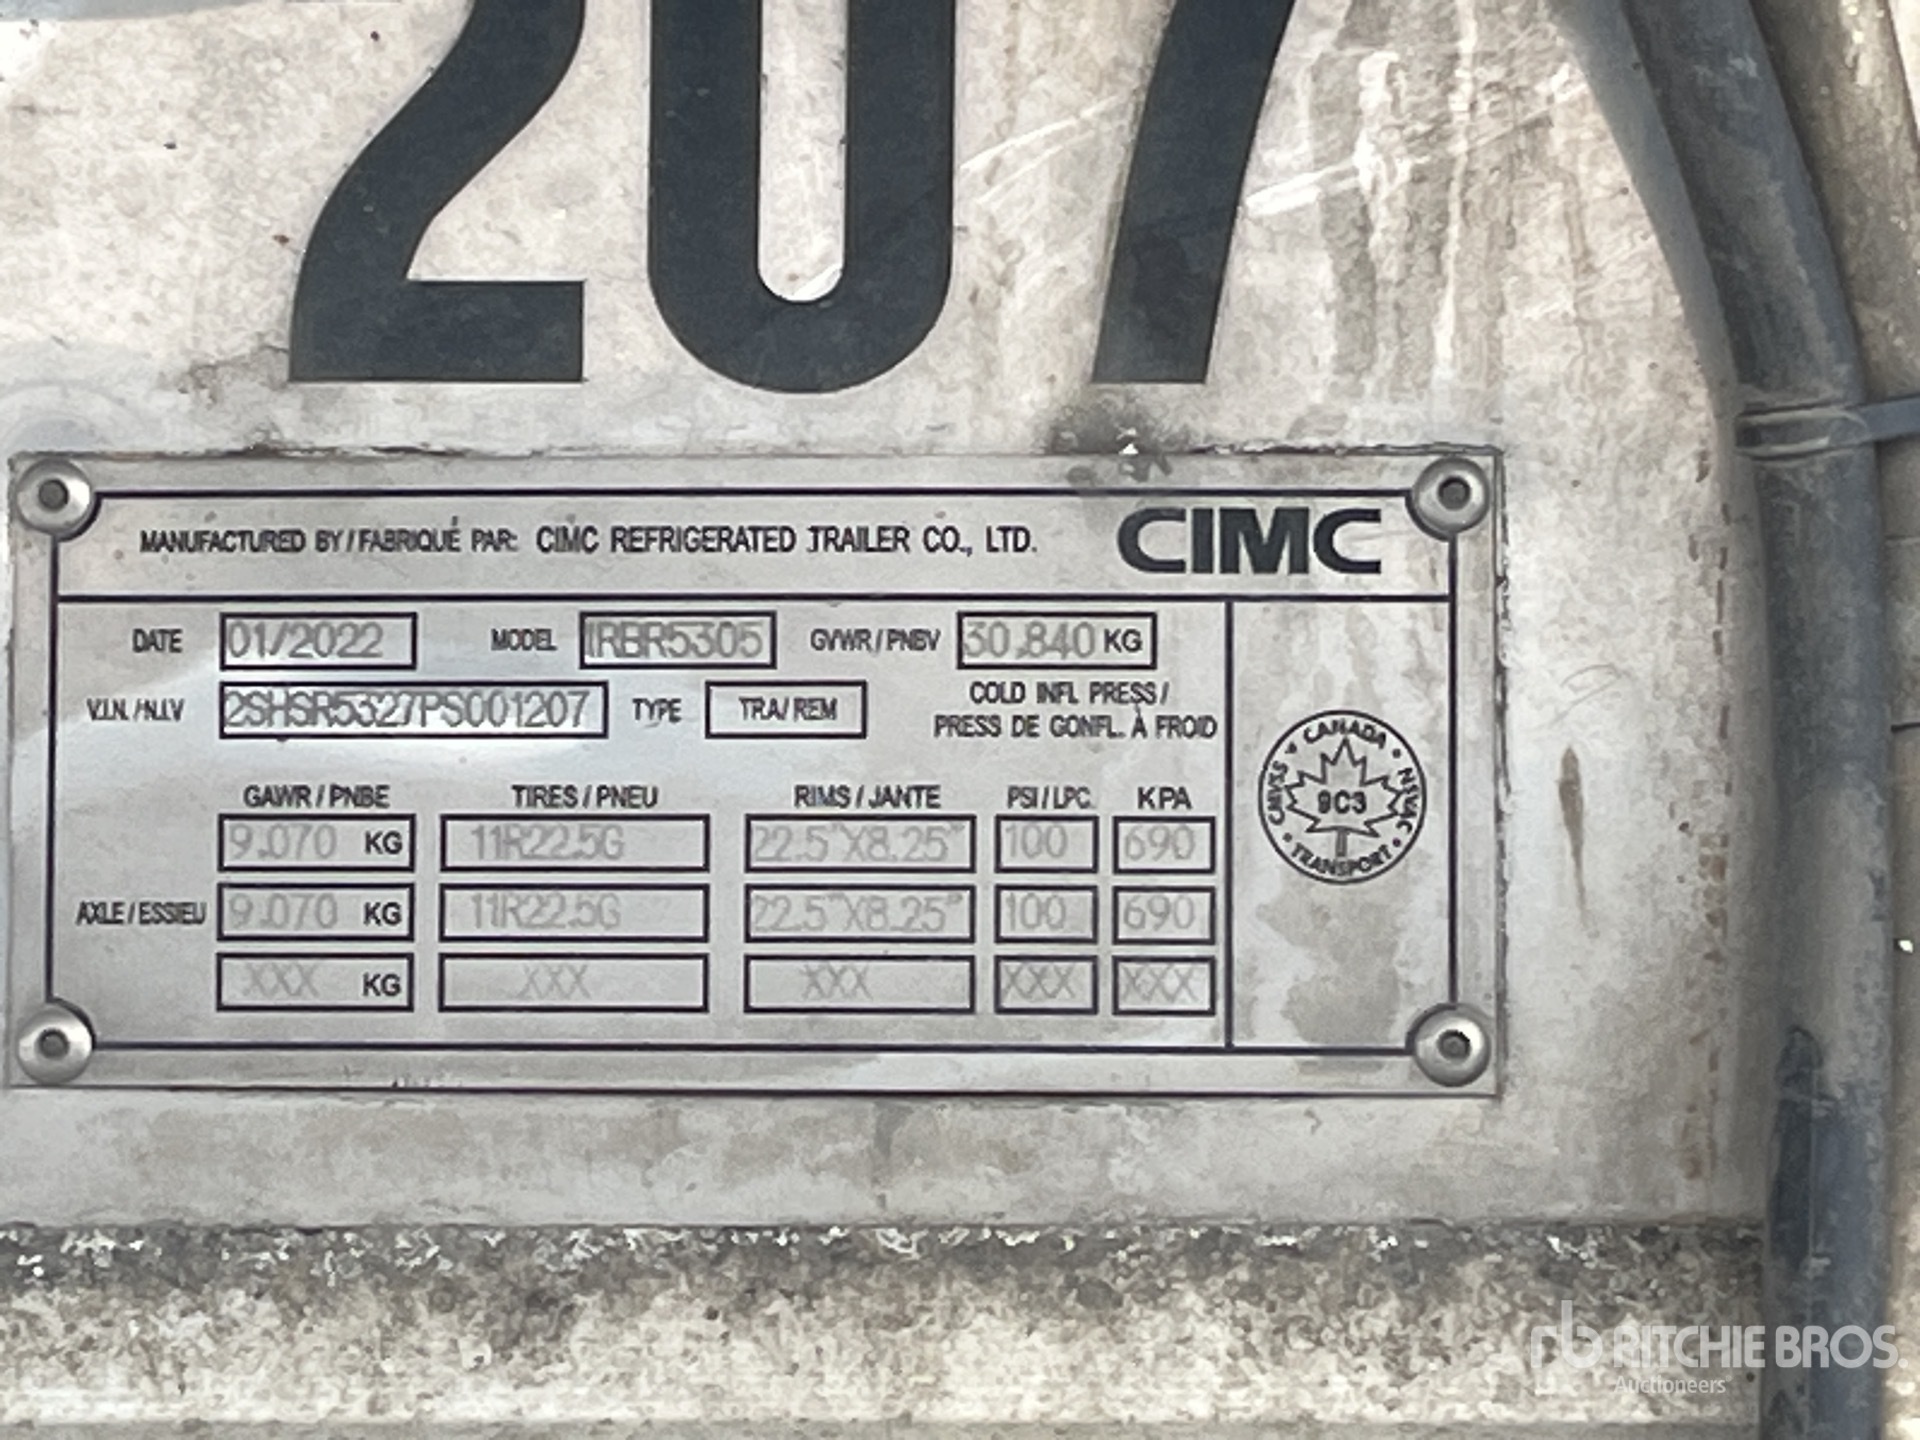 207
MANUFACTURED BY / FABRIQUÉ PAR: CIMC REFRIGERATED TRAILER CO., LTD. CIMC
DATE 01/2022 MODEL 1RBR5305 GVWR / PNBV 30,840 KG
V.I.N. / N.I.V 2SHSR5327PS001207 TYPE TRA/ REM COLD INFL PRESS /
PRESS DE GONFL. À FROID
GAWR / PNBE TIRES / PNEU RIMS / JANTE PSI / LPC. KPA
9.070 KG 11R22.5G 22.5"X8.25" 100 690
AXLE / ESSIEU 9.070 KG 11R22.5G 22.5"X8.25" 100 690
XXX KG XXX XXX XXX XXX
CANADA
CMVSS NSVAC
9C3
TRANSPORT
rb RITCHIE BROS.
Auctioneers